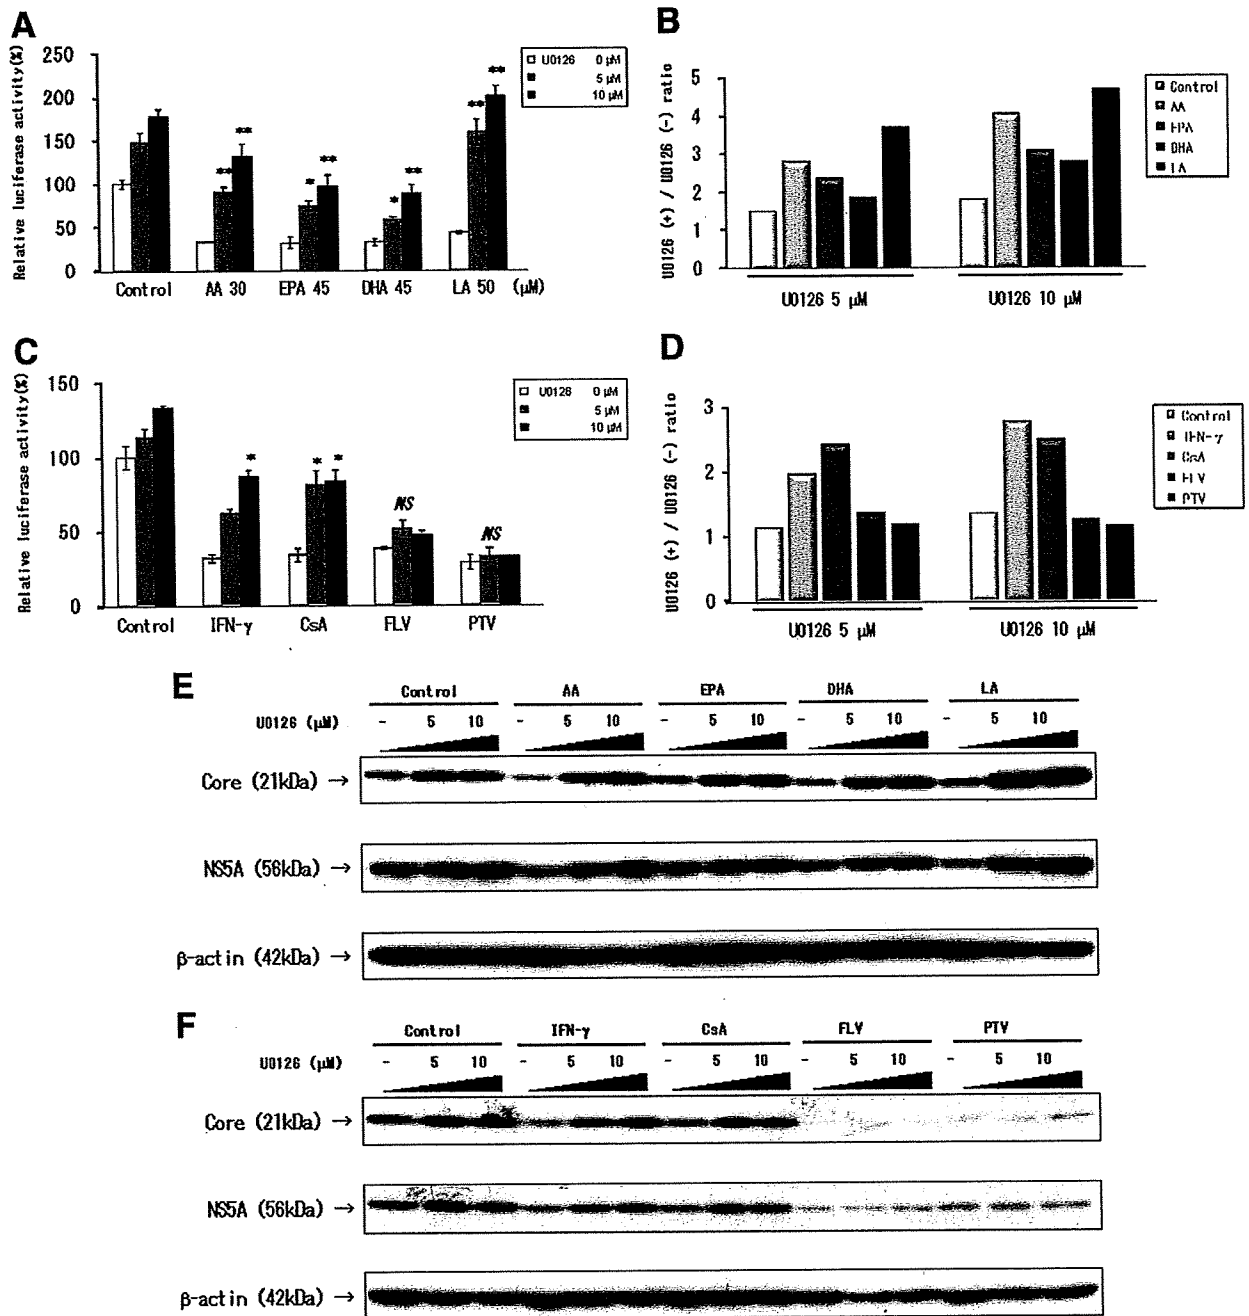 A
Relative luciferase activity(%)
250
200
150
100
50
0
U0126 0 μM
5 μM
10 μM
** ** * ** * ** ** **
Control AA 30 EPA 45 DHA 45 LA 50 (μM)
B
U0126 (+) / U0126 (-) ratio
5
4
3
2
1
0
Control
AA
EPA
DHA
LA
U0126 5 μM U0126 10 μM
C
Relative luciferase activity(%)
150
100
50
0
U0126 0 μM
5 μM
10 μM
* * * NS NS
Control IFN-γ CsA FLV PTV
D
U0126 (+) / U0126 (-) ratio
3
2
1
0
Control
IFN-γ
CsA
FLV
PTV
U0126 5 μM U0126 10 μM
E
Control AA EPA DHA LA
U0126 (μM) - 5 10 - 5 10 - 5 10 - 5 10 - 5 10
Core (21kDa) →
NS5A (56kDa) →
β-actin (42kDa) →
F
Control IFN-γ CsA FLV PTV
U0126 (μM) - 5 10 - 5 10 - 5 10 - 5 10 - 5 10
Core (21kDa) →
NS5A (56kDa) →
β-actin (42kDa) →